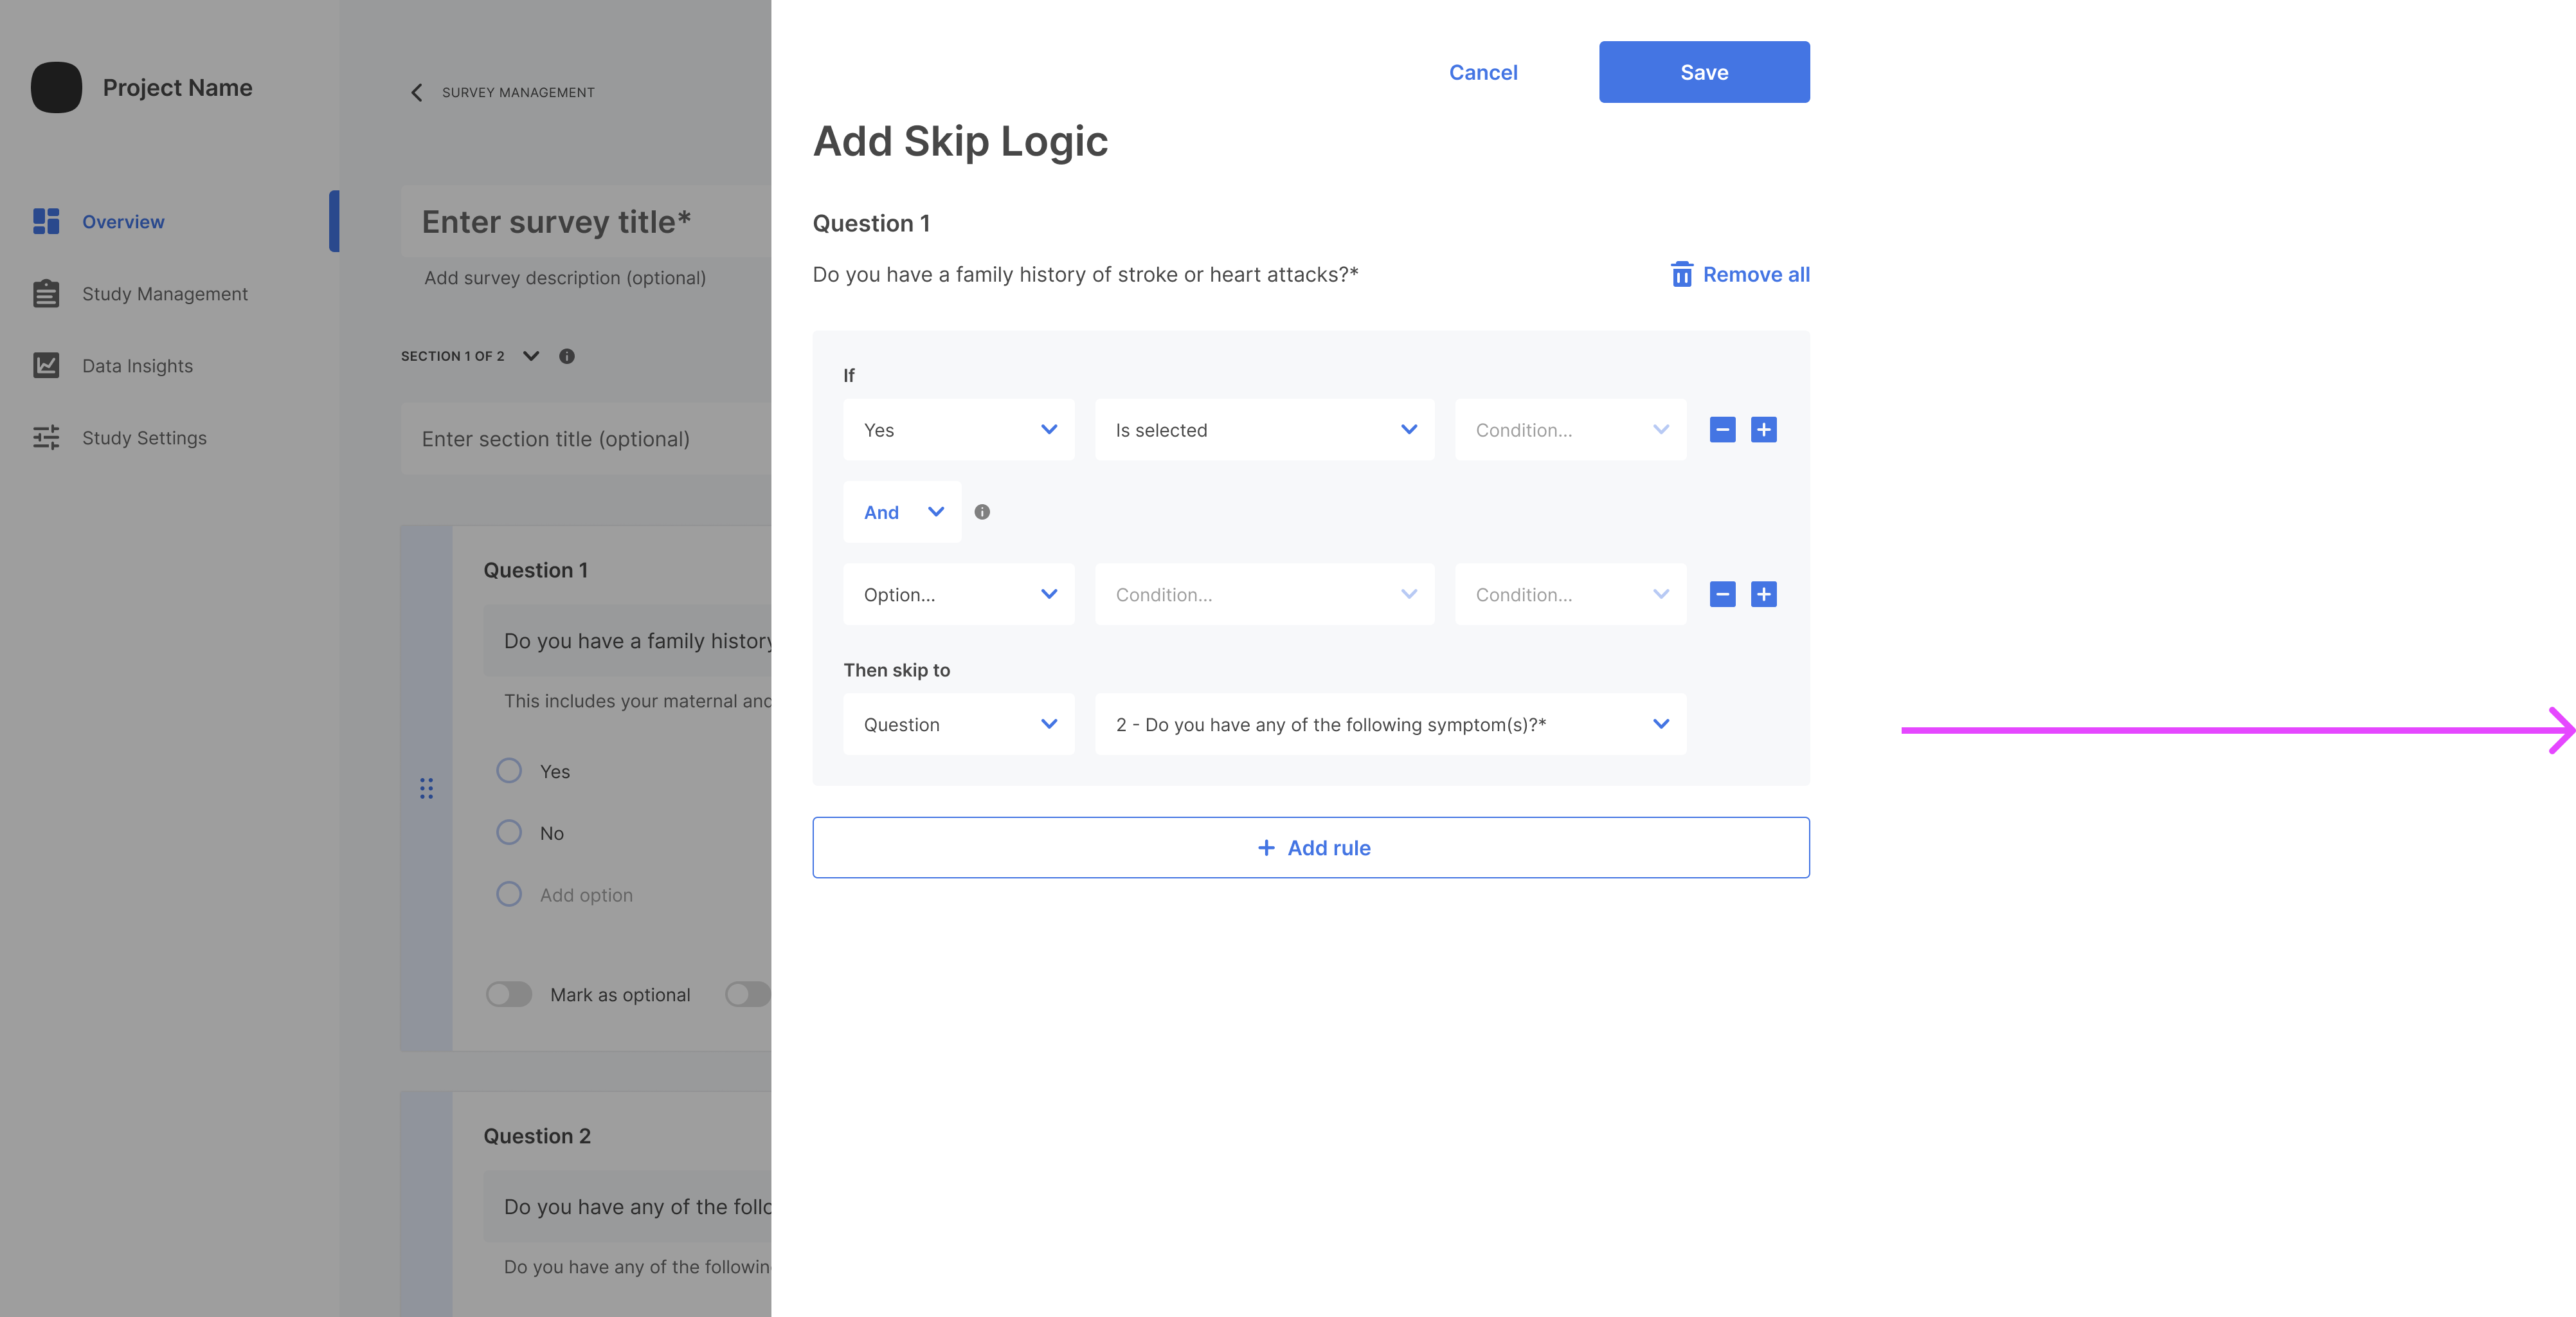 Project Name
Overview
Study Management
Data Insights
Study Settings
SURVEY MANAGEMENT
Enter survey title*
Add survey description (optional)
SECTION 1 OF 2
Enter section title (optional)
Question 1
Do you have a family history
This includes your maternal and
Yes
No
Add option
Mark as optional
Question 2
Do you have any of the follo
Do you have any of the followin
Cancel
Save
Add Skip Logic
Question 1
Do you have a family history of stroke or heart attacks?*
Remove all
If
Yes
Is selected
Condition...
And
Option...
Condition...
Condition...
Then skip to
Question
2 - Do you have any of the following symptom(s)?*
+ Add rule